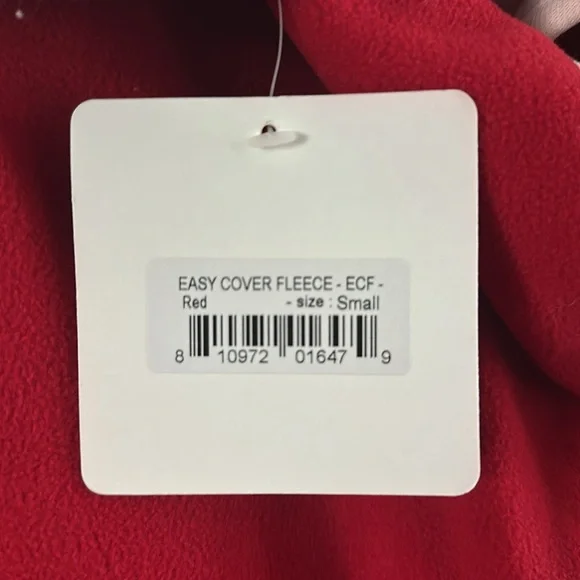 EASY COVER FLEECE - ECF -
Red - size : Small
8 10972 01647 9